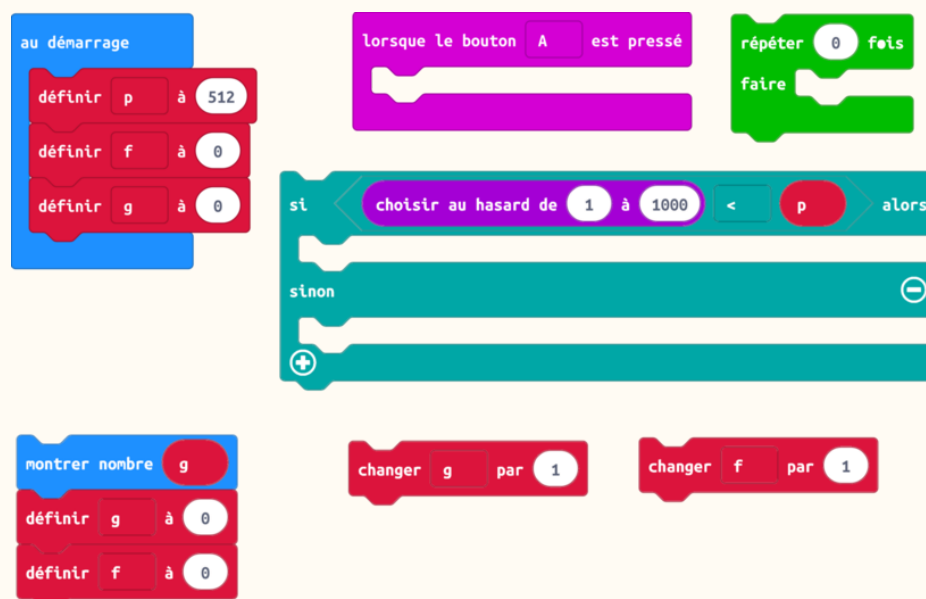 au démarrage
définir p à 512
définir f à 0
définir g à 0
lorsque le bouton A est pressé
répéter 0 fois
faire
si choisir au hasard de 1 à 1000 < p alors
sinon
montrer nombre g
définir g à 0
définir f à 0
changer g par 1
changer f par 1